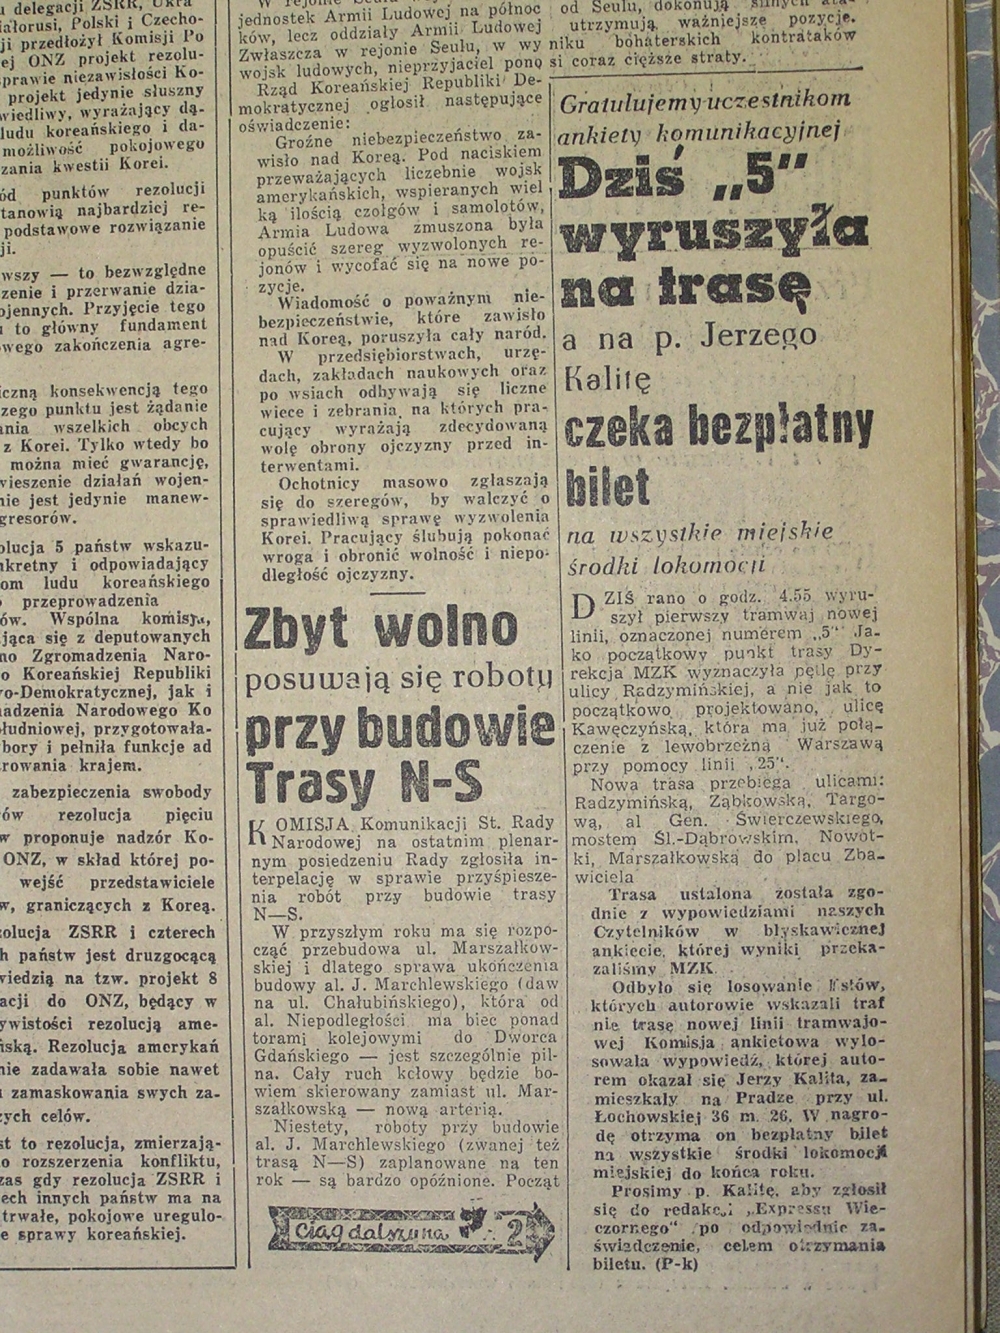 delegacji ZSRR, Ukra
iałorusi, Polski i Czecho-
ji przedłożył Komisji Po
ej ONZ projekt rezolu-
prawie niezawisłości Ko-
projekt jedynie słuszny
wiedliwy, wyrażający dą-
ludu koreańskiego i da-
możliwość pokojowego
zania kwestii Korei.
ód punktów rezolucji
tanowią najbardziej re-
podstawowe rozwiązanie
ji.
wszy — to bezwzględne
zenie i przerwanie dzia-
ojennych. Przyjęcie tego
u to główny fundament
wego zakończenia agre-
iczną konsekwencją tego
zego punktu jest żądanie
ania wszelkich obcych
z Korei. Tylko wtedy bo
można mieć gwarancję,
wieszenie działań wojen-
nie jest jedynie manew-
gresorów.
olucja 5 państw wskazu-
nkretny i odpowiadający
om ludu koreańskiego
przeprowadzenia
ów. Wspólna komisja,
jąca się z deputowanych
no Zgromadzenia Naro-
o Koreańskiej Republiki
o-Demokratycznej, jak i
adzenia Narodowego Ko
łudniowej, przygotowała-
bory i pełniła funkcje ad
rowania krajem.
zabezpieczenia swobody
ów rezolucja pięciu
w proponuje nadzór Ko-
ONZ, w skład której po-
wejść przedstawiciele
w, graniczących z Koreą.
olucja ZSRR i czterech
h państw jest druzgocącą
wiedzią na tzw. projekt 8
acji do ONZ, będący w
ywistości rezolucją ame-
ńską. Rezolucja amerykań
nie zadawała sobie nawet
zamaskowania swych za-
zych celów.
st to rezolucja, zmierzają-
o rozszerzenia konfliktu,
zas gdy rezolucja ZSRR i
ech innych państw ma na
trwałe, pokojowe uregulo-
e sprawy koreańskiej.
jednostek Armii Ludowej na północ od Seulu, dokonują silnych ata-
ków, lecz oddziały Armii Ludowej utrzymują ważniejsze pozycje.
Zwłaszcza w rejonie Seulu, w wy niku bohaterskich kontrataków
wojsk ludowych, nieprzyjaciel pono si coraz cięższe straty.
Rząd Koreańskiej Republiki De-
mokratycznej ogłosił następujące
oświadczenie:
Groźne niebezpieczeństwo za-
wisło nad Koreą. Pod naciskiem
przeważających liczebnie wojsk
amerykańskich, wspieranych wiel
ką ilością czołgów i samolotów,
Armia Ludowa zmuszona była
opuścić szereg wyzwolonych re-
jonów i wycofać się na nowe po-
zycje.
Wiadomość o poważnym nie-
bezpieczeństwie, które zawisło
nad Koreą, poruszyła cały naród.
W przedsiębiorstwach, urzę-
dach, zakładach naukowych oraz
po wsiach odbywają się liczne
wiece i zebrania, na których pra-
cujący wyrażają zdecydowaną
wolę obrony ojczyzny przed in-
terwentami.
Ochotnicy masowo zgłaszają
się do szeregów, by walczyć o
sprawiedliwą sprawę wyzwolenia
Korei. Pracujący ślubują pokonać
wroga i obronić wolność i niepo-
dległość ojczyzny.
Zbyt wolno
posuwają się roboty
przy budowie
Trasy N-S
KOMISJA Komunikacji St. Rady
Narodowej na ostatnim plenar-
nym posiedzeniu Rady zgłosiła in-
terpelację w sprawie przyśpiesze-
nia robót przy budowie trasy
N—S.
W przyszłym roku ma się rozpo-
cząć przebudowa ul. Marszałkow-
skiej i dlatego sprawa ukończenia
budowy al. J. Marchlewskiego (daw
na ul. Chałubińskiego), która od
al. Niepodległości ma biec ponad
torami kolejowymi do Dworca
Gdańskiego — jest szczególnie pil-
na. Cały ruch kołowy będzie bo-
wiem skierowany zamiast ul. Mar-
szałkowską — nową arterią.
Niestety, roboty przy budowie
al. J. Marchlewskiego (zwanej też
trasą N—S) zaplanowane na ten
rok — są bardzo opóźnione. Począt
Ciąg dalszy na str. 2
Gratulujemy uczestnikom
ankiety komunikacyjnej
Dziś „5"
wyruszyła
na trasę
a na p. Jerzego
Kalitę
czeka bezpłatny
bilet
na wszystkie miejskie
środki lokomocji
DZIŚ rano o godz. 4.55 wyru-
szył pierwszy tramwaj nowej
linii, oznaczonej numerem „5" Ja-
ko początkowy punkt trasy Dy-
rekcja MZK wyznaczyła pętlę przy
ulicy Radzymińskiej, a nie jak to
początkowo projektowano, ulicę
Kawęczyńską, która ma już połą-
czenie z lewobrzeżną Warszawą
przy pomocy linii „25".
Nowa trasa przebiega ulicami:
Radzymińską, Ząbkowską, Targo-
wą, al Gen. Świerczewskiego,
mostem Śl.-Dąbrowskim, Nowot-
ki, Marszałkowską do placu Zba-
wiciela
Trasa ustalona została zgo-
dnie z wypowiedziami naszych
Czytelników w błyskawicznej
ankiecie, której wyniki przeka-
zaliśmy MZK.
Odbyło się losowanie listów,
których autorowie wskazali traf
nie trasę nowej linii tramwajo-
wej Komisja ankietowa wylo-
sowała wypowiedź, której auto-
rem okazał się Jerzy Kalita, za-
mieszkały na Pradze przy ul.
Łochowskiej 36 m. 26. W nagro-
dę otrzyma on bezpłatny bilet
na wszystkie środki lokomocji
miejskiej do końca roku.
Prosimy p. Kalitę, aby zgłosił
się do redakcji „Expressu Wie-
czornego" po odpowiednie za-
świadczenie, celem otrzymania
biletu. (P-k)